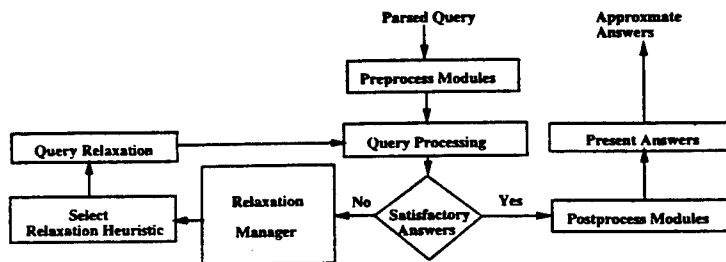 Parsed Query
Approxmate
Answers
Preprocess Modules
Query Relaxation
Query Processing
Present Answers
Select
Relaxation Heuristic
Relaxation
Manager
No
Satisfactory
Answers
Yes
Postprocess Modules